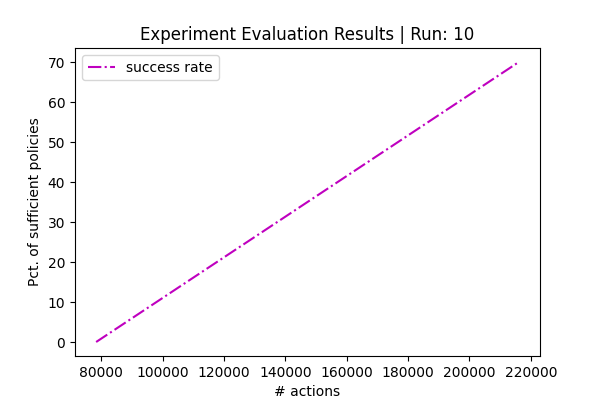 Experiment Evaluation Results | Run: 10
success rate
Pct. of sufficient policies
70
60
50
40
30
20
10
0
80000 100000 120000 140000 160000 180000 200000 220000
# actions